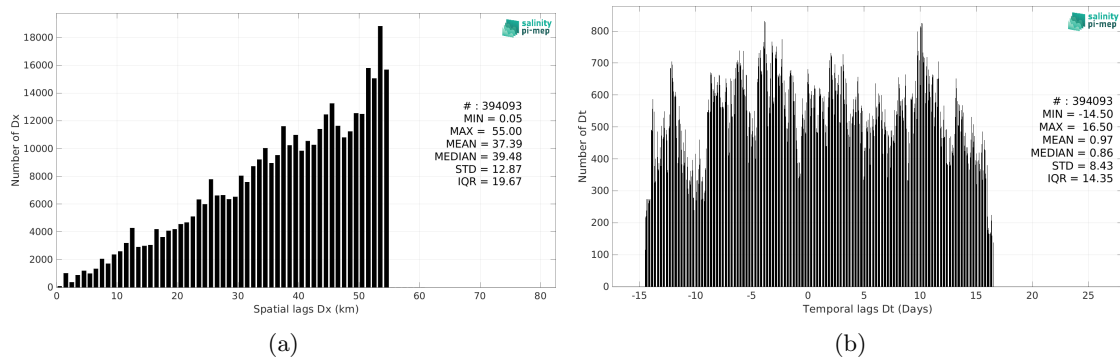 salinity
pi-mep
18000
16000
14000
12000
10000
8000
6000
4000
2000
0
Number of Dx
# : 394093
MIN = 0.05
MAX = 55.00
MEAN = 37.39
MEDIAN = 39.48
STD = 12.87
IQR = 19.67
0 10 20 30 40 50 60 70 80
Spatial lags Dx (km)
(a)
salinity
pi-mep
800
700
600
500
400
300
200
100
0
Number of Dt
# : 394093
MIN = -14.50
MAX = 16.50
MEAN = 0.97
MEDIAN = 0.86
STD = 8.43
IQR = 14.35
-15 -10 -5 0 5 10 15 20 25
Temporal lags Dt (Days)
(b)